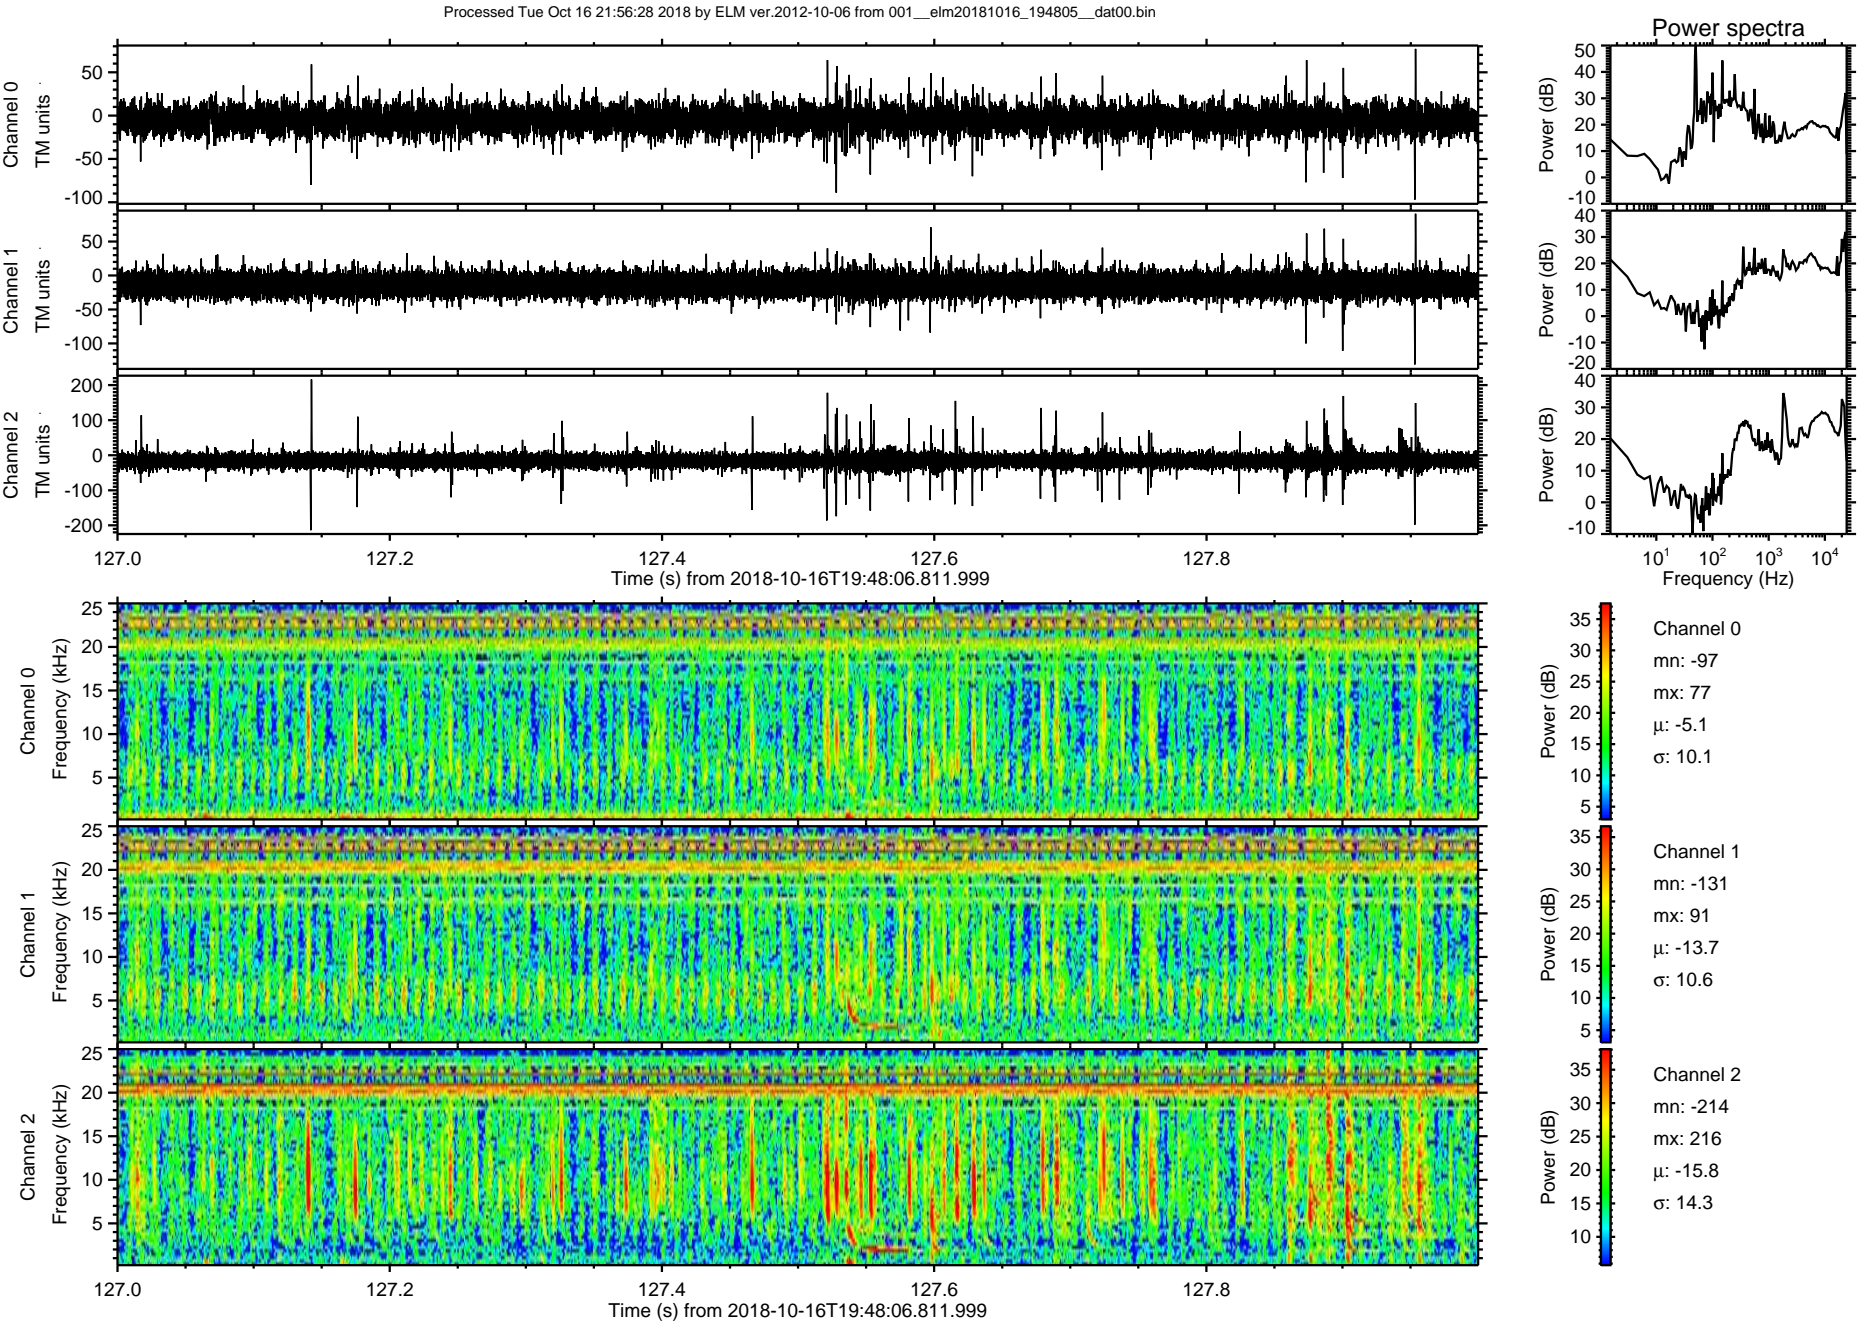 Processed Tue Oct 16 21:56:28 2018 by ELM ver.2012-10-06 from 001__elm20181016_194805__dat00.bin
Power spectra
Channel 0
TM units
50
0
-50
-100
Power (dB)
50
40
30
20
10
0
-10
Channel 1
TM units
50
0
-50
-100
Power (dB)
40
30
20
10
0
-10
-20
Channel 2
TM units
200
100
0
-100
-200
Power (dB)
40
30
20
10
0
-10
127.0
127.2
127.4
127.6
127.8
Time (s) from 2018-10-16T19:48:06.811.999
10^1
10^2
10^3
10^4
Frequency (Hz)
Channel 0
Frequency (kHz)
25
20
15
10
5
Power (dB)
35
30
25
20
15
10
5
Channel 0
mn: -97
mx: 77
μ: -5.1
σ: 10.1
Channel 1
Frequency (kHz)
25
20
15
10
5
Power (dB)
35
30
25
20
15
10
5
Channel 1
mn: -131
mx: 91
μ: -13.7
σ: 10.6
Channel 2
Frequency (kHz)
25
20
15
10
5
Power (dB)
35
30
25
20
15
10
Channel 2
mn: -214
mx: 216
μ: -15.8
σ: 14.3
127.0
127.2
127.4
127.6
127.8
Time (s) from 2018-10-16T19:48:06.811.999